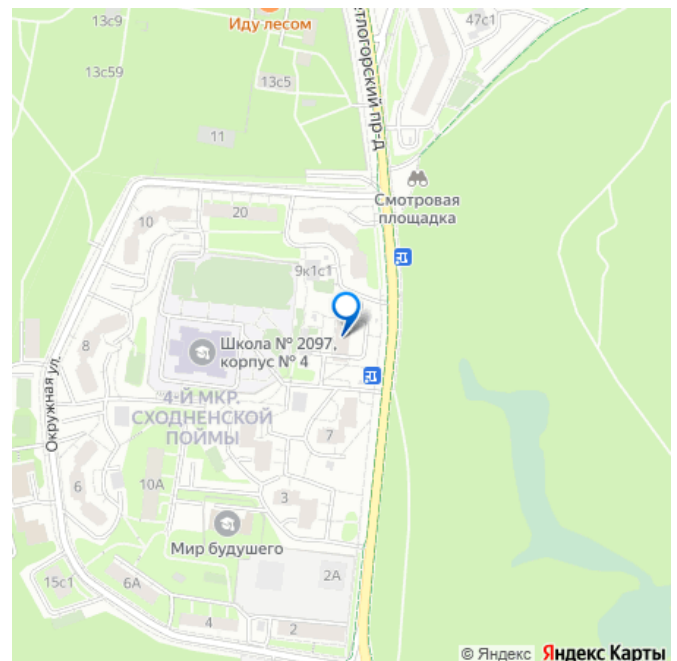 13с9
Иду лесом
47с1
13с59
13с5
тлогорский пр-д
11
Смотровая
площадка
10
20
9к1с1
8
Школа № 2097,
корпус № 4
Окружная ул.
4-Й МКР.
СХОДНЕНСКОЙ
ПОЙМЫ
7
6
10А
3
Мир будушего
15с1
6А
2А
4
2
© Яндекс Яндекс Карты